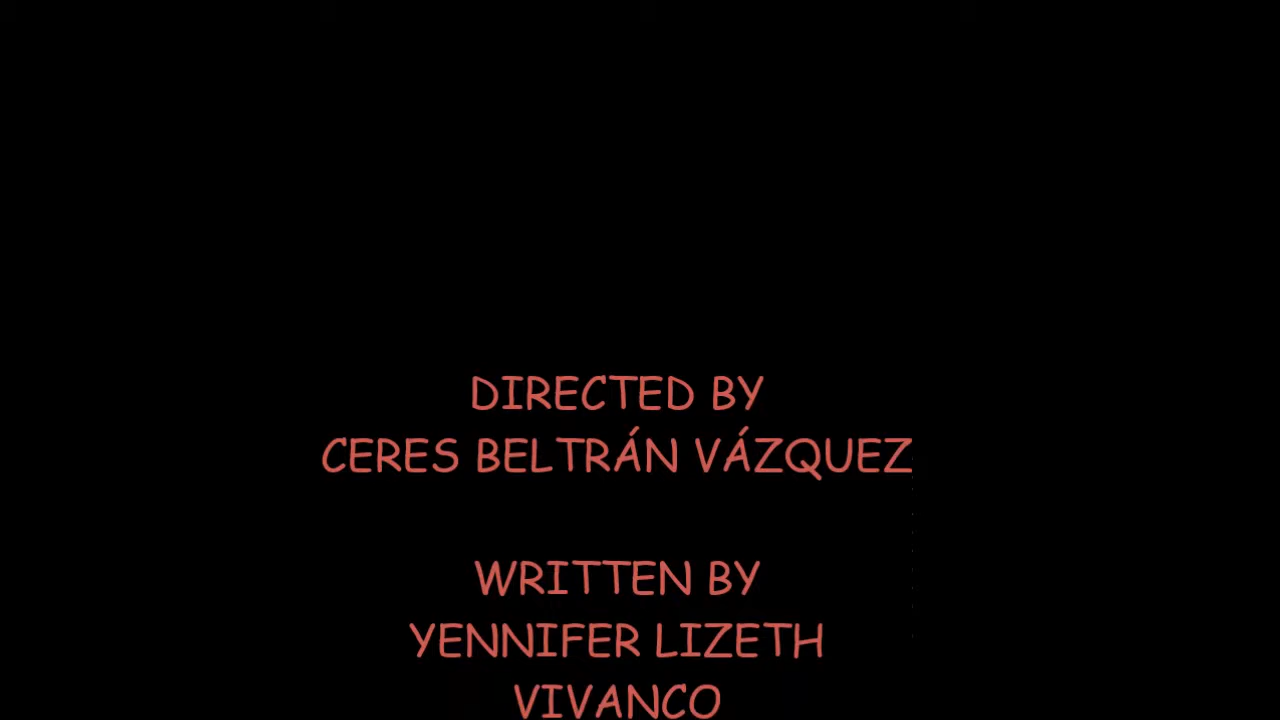 DIRECTED BY
CERES BELTRÁN VÁZQUEZ
WRITTEN BY
YENNIFER LIZETH
VIVANCO